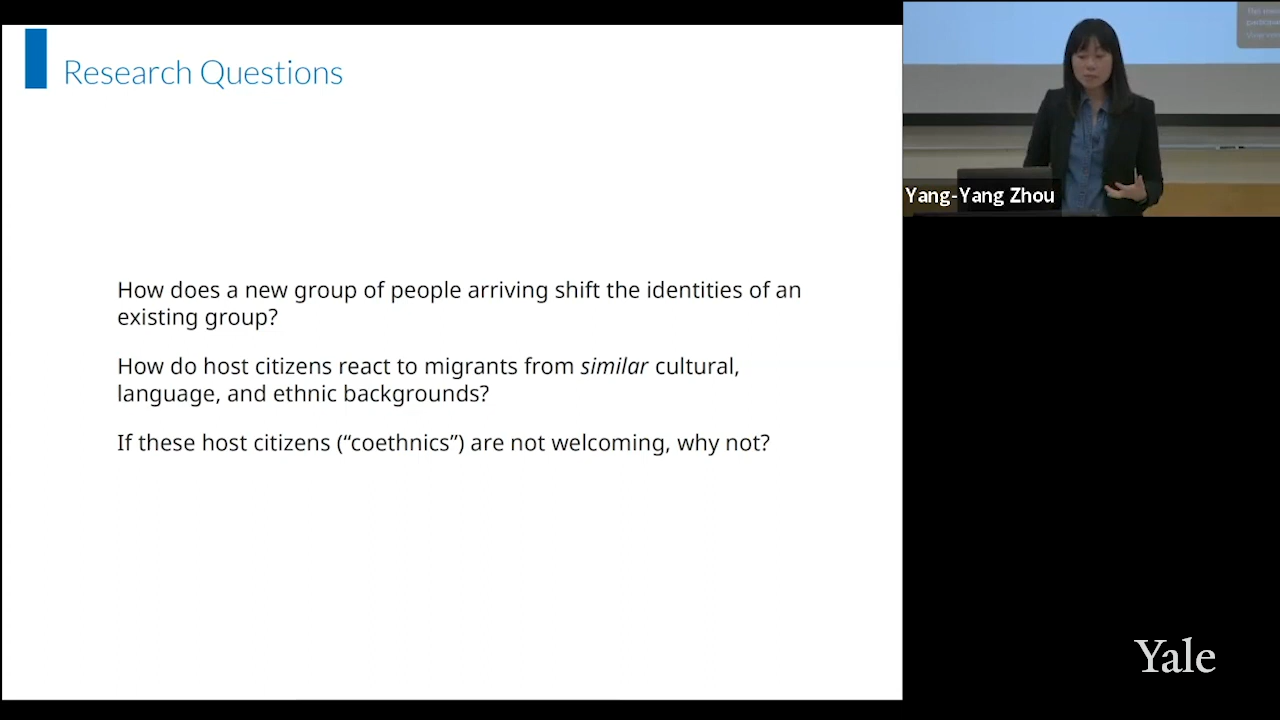 Research Questions
How does a new group of people arriving shift the identities of an
existing group?
How do host citizens react to migrants from similar cultural,
language, and ethnic backgrounds?
If these host citizens (“coethnics”) are not welcoming, why not?
Yang-Yang Zhou
Yale